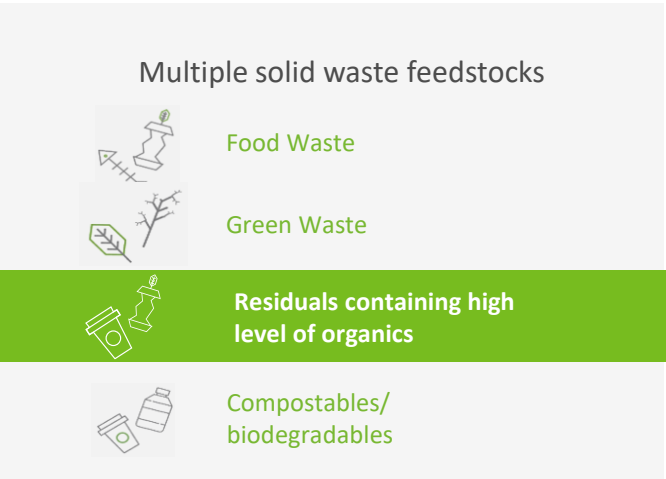 Multiple solid waste feedstocks
Food Waste
Green Waste
Residuals containing high
level of organics
Compostables/
biodegradables